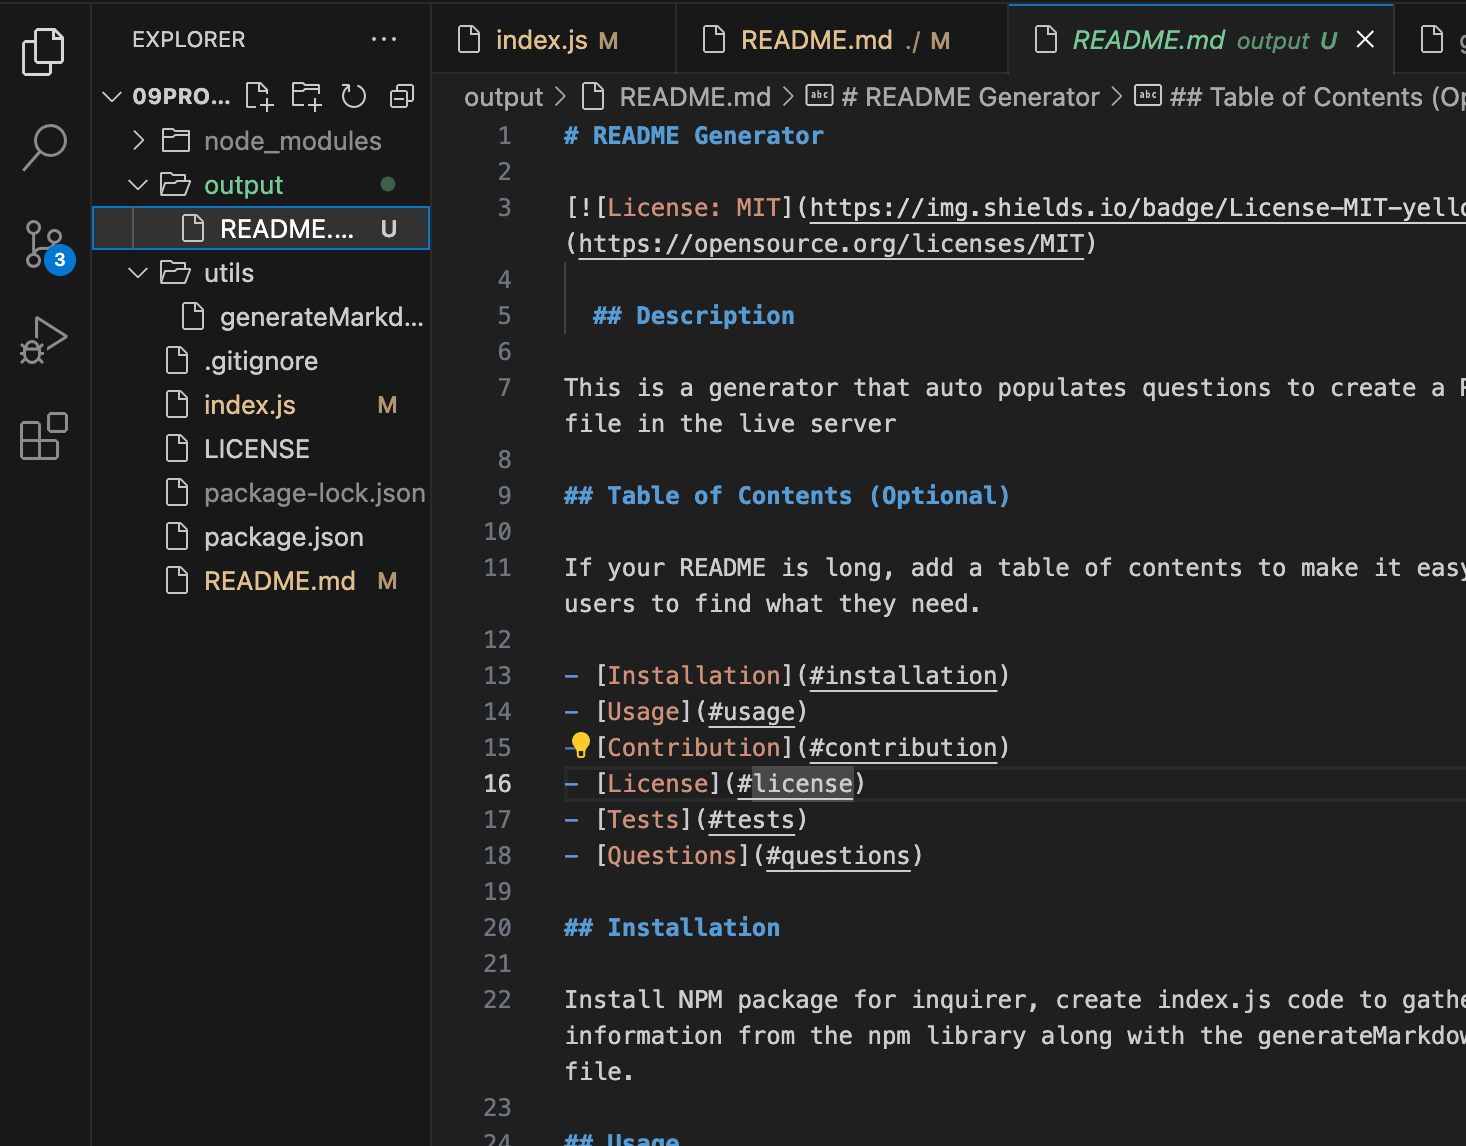 EXPLORER ...
09PRO...
node_modules
output
README.... U
utils
generateMarkd...
.gitignore
index.js M
LICENSE
package-lock.json
package.json
README.md M
3
index.js M
README.md ./ M
README.md output U
output > README.md > abc # README Generator > abc ## Table of Contents (Op
1 # README Generator
2
3 [![License: MIT](https://img.shields.io/badge/License-MIT-yello
(https://opensource.org/licenses/MIT)
4
5 ## Description
6
7 This is a generator that auto populates questions to create a R
file in the live server
8
9 ## Table of Contents (Optional)
10
11 If your README is long, add a table of contents to make it easy
users to find what they need.
12
13 - [Installation](#installation)
14 - [Usage](#usage)
15 - [Contribution](#contribution)
16 - [License](#license)
17 - [Tests](#tests)
18 - [Questions](#questions)
19
20 ## Installation
21
22 Install NPM package for inquirer, create index.js code to gathe
information from the npm library along with the generateMarkdow
file.
23
24 ## Usage